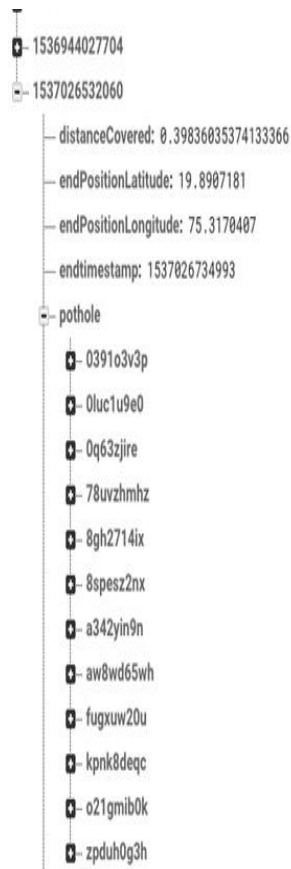 1536944027704
1537026532060
distanceCovered: 0.39836035374133366
endPositionLatitude: 19.8907181
endPositionLongitude: 75.3170407
endtimestamp: 1537026734993
pothole
0391o3v3p
0luc1u9e0
0q63zjire
78uvzhmhz
8gh2714ix
8spesz2nx
a342yin9n
aw8wd65wh
fugxuw20u
kpnk8deqc
o21gmib0k
zpduh0g3h